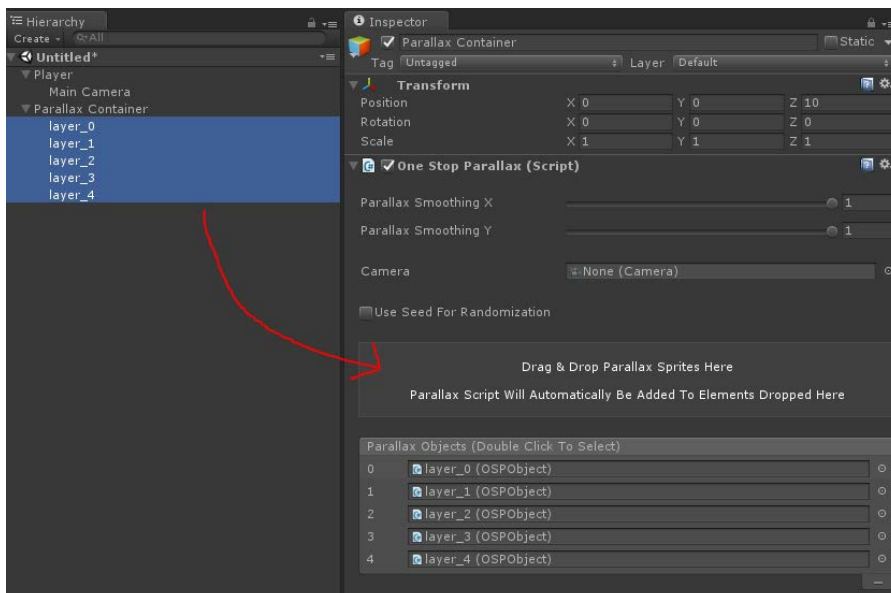 Hierarchy
Create
All
Untitled*
Player
Main Camera
Parallax Container
layer_0
layer_1
layer_2
layer_3
layer_4
Inspector
Parallax Container Static
Tag Untagged Layer Default
Transform
Position X 0 Y 0 Z 10
Rotation X 0 Y 0 Z 0
Scale X 1 Y 1 Z 1
One Stop Parallax (Script)
Parallax Smoothing X 1
Parallax Smoothing Y 1
Camera None (Camera)
Use Seed For Randomization
Drag & Drop Parallax Sprites Here
Parallax Script Will Automatically Be Added To Elements Dropped Here
Parallax Objects (Double Click To Select)
0 layer_0 (OSPObject)
1 layer_1 (OSPObject)
2 layer_2 (OSPObject)
3 layer_3 (OSPObject)
4 layer_4 (OSPObject)